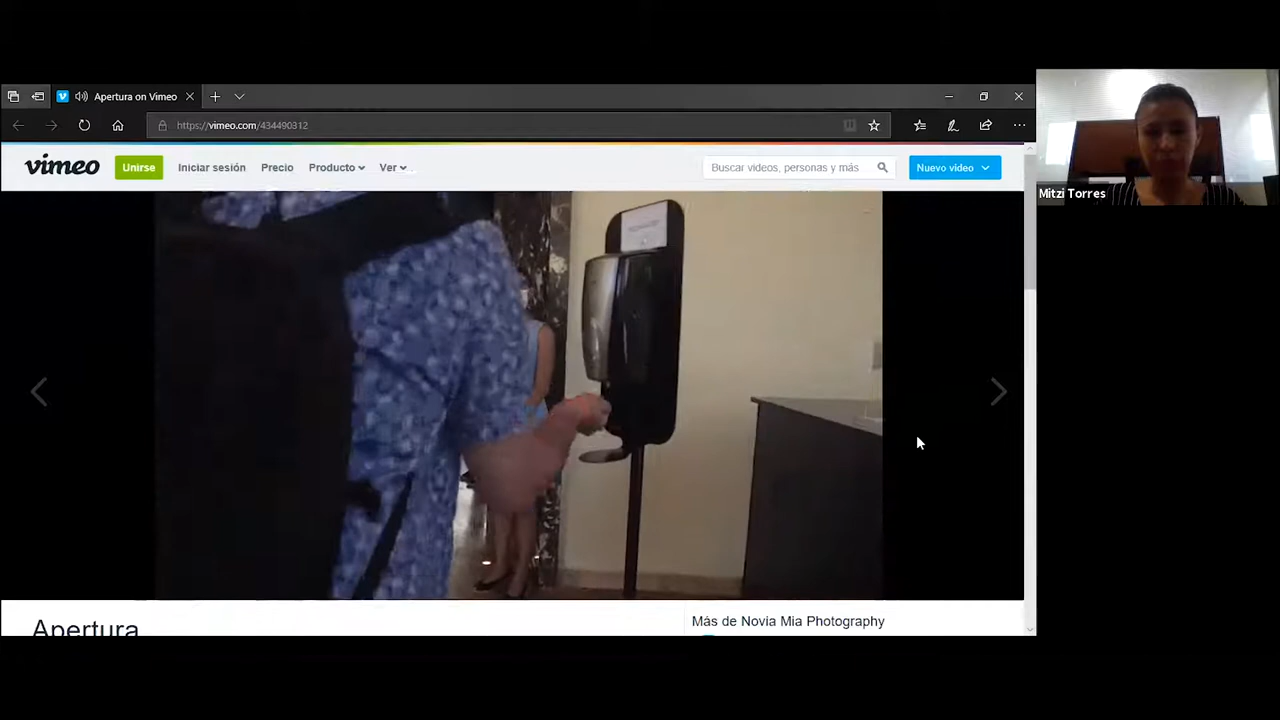 Apertura on Vimeo
https://vimeo.com/434490312
vimeo
Unirse
Iniciar sesión
Precio
Producto
Ver
Buscar videos, personas y más
Nuevo video
Mitzi Torres
Apertura
Más de Novia Mia Photography